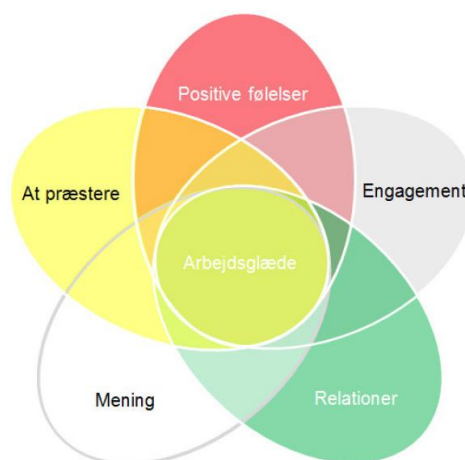 Positive følelser
At præstere
Engagement
Arbejdsglæde
Mening
Relationer